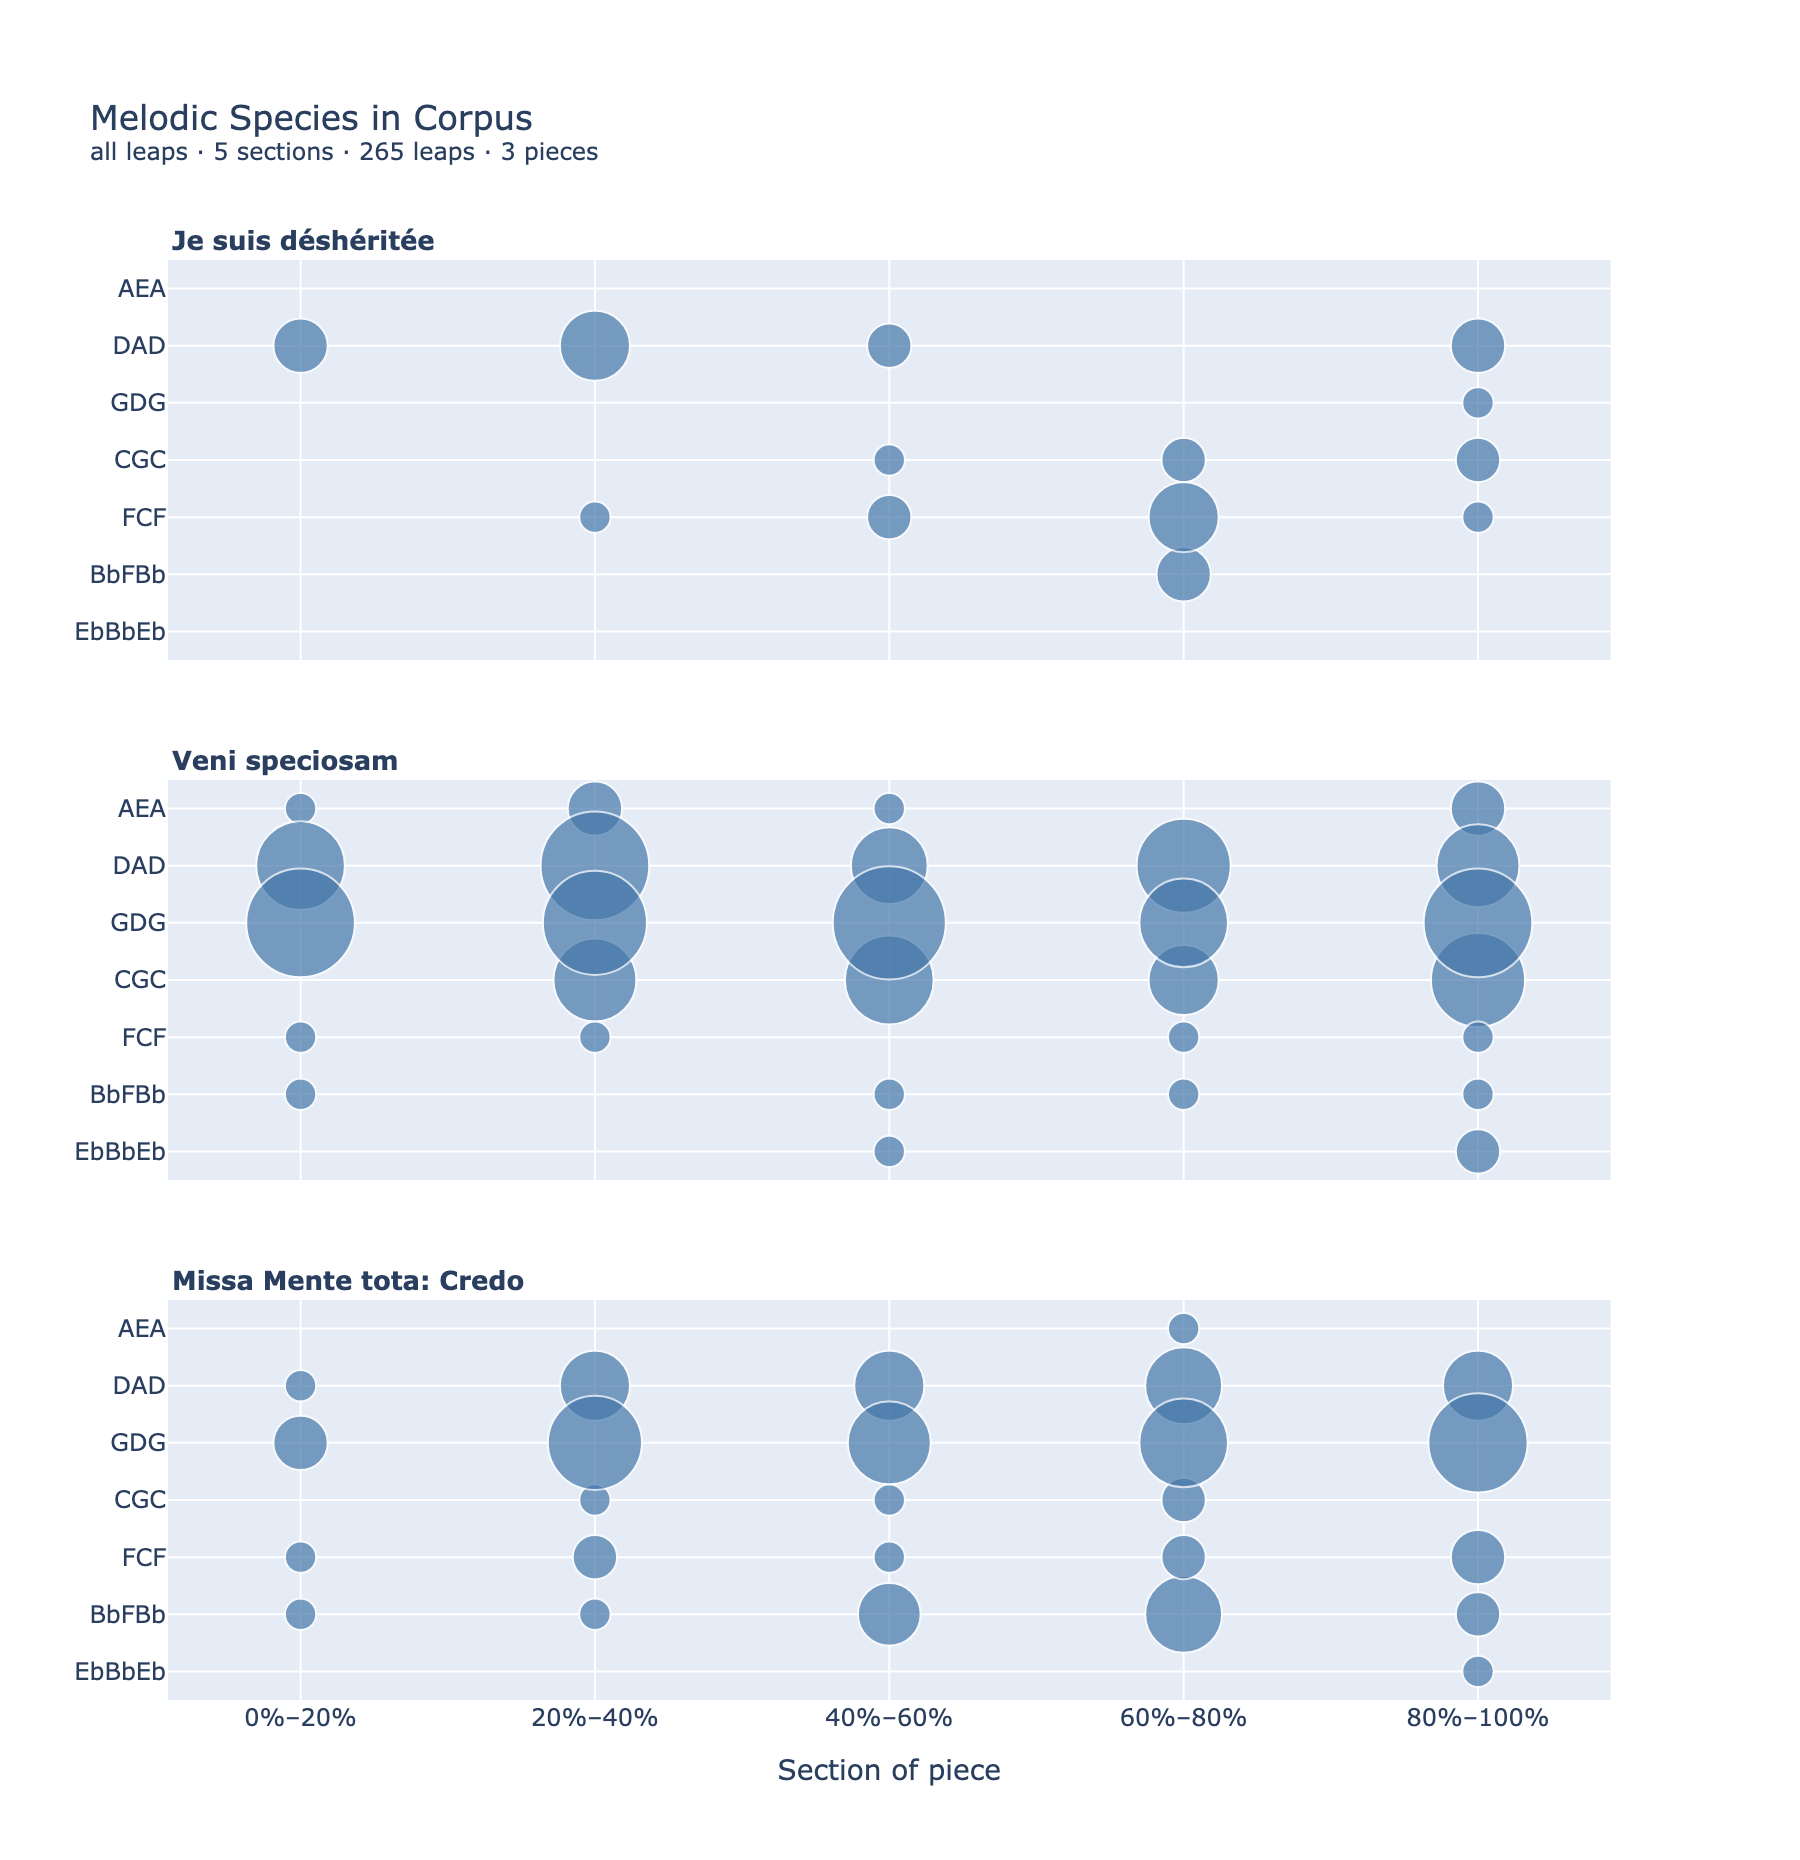 Melodic Species in Corpus
all leaps · 5 sections · 265 leaps · 3 pieces
Je suis déshéritée
AEA
DAD
GDG
CGC
FCF
BbFBb
EbBbEb
Veni speciosam
AEA
DAD
GDG
CGC
FCF
BbFBb
EbBbEb
Missa Mente tota: Credo
AEA
DAD
GDG
CGC
FCF
BbFBb
EbBbEb
0%–20% 20%–40% 40%–60% 60%–80% 80%–100%
Section of piece